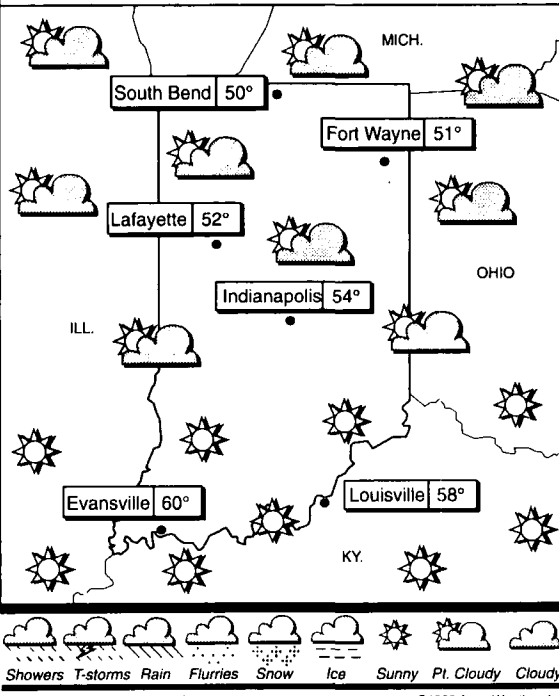 MICH.
South Bend 50°
Fort Wayne 51°
Lafayette 52°
OHIO
Indianapolis 54°
ILL.
Evansville 60°
Louisville 58°
KY.
Showers T-storms Rain Flurries Snow Ice Sunny Pt. Cloudy Cloudy